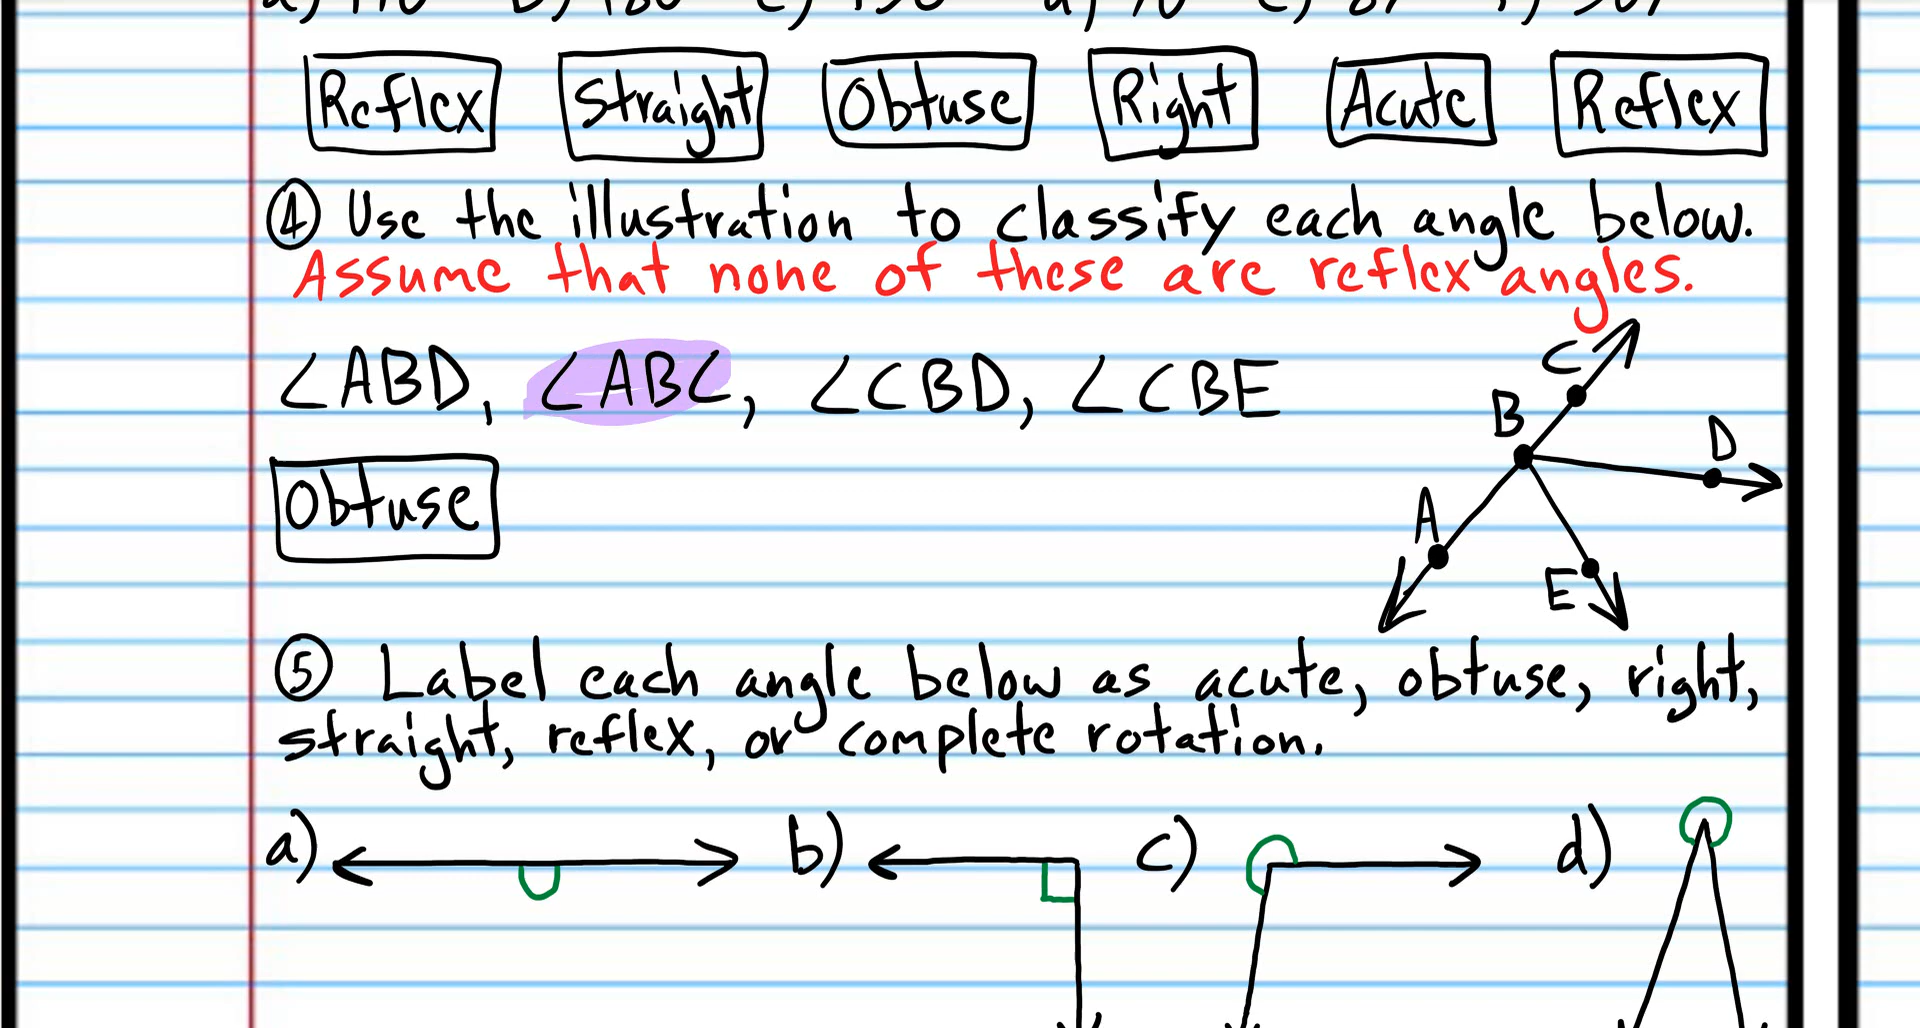 Reflex Straight Obtuse Right Acute Reflex
④ Use the illustration to classify each angle below.
Assume that none of these are reflex angles.
∠ABD, ∠ABC, ∠CBD, ∠CBE
C
B
D
A
E
Obtuse
⑤ Label each angle below as acute, obtuse, right,
straight, reflex, or complete rotation.
a) b) c) d)